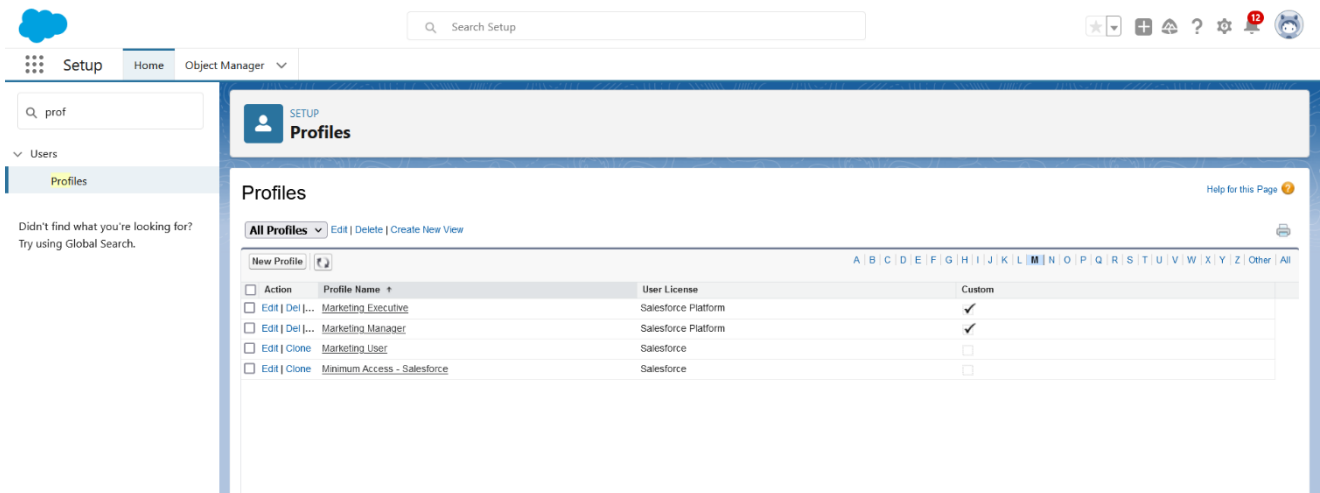 Search Setup
12
Setup Home Object Manager
prof
Users
Profiles
Didn't find what you're looking for?
Try using Global Search.
SETUP
Profiles
Profiles
Help for this Page
All Profiles Edit | Delete | Create New View
New Profile
A | B | C | D | E | F | G | H | I | J | K | L | M | N | O | P | Q | R | S | T | U | V | W | X | Y | Z | Other | All
Action Profile Name User License Custom
Edit | Del |... Marketing Executive Salesforce Platform
Edit | Del |... Marketing Manager Salesforce Platform
Edit | Clone Marketing User Salesforce
Edit | Clone Minimum Access - Salesforce Salesforce